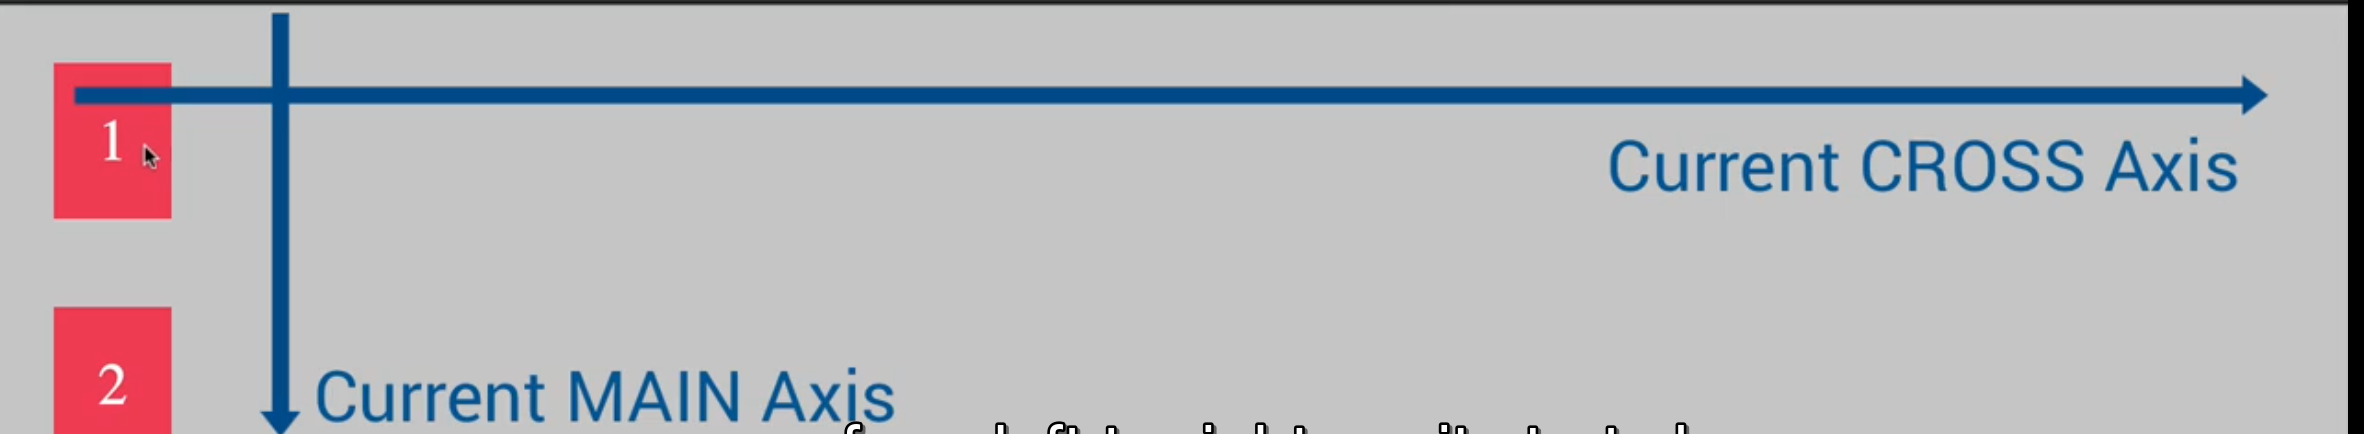 1
Current CROSS Axis
2
Current MAIN Axis